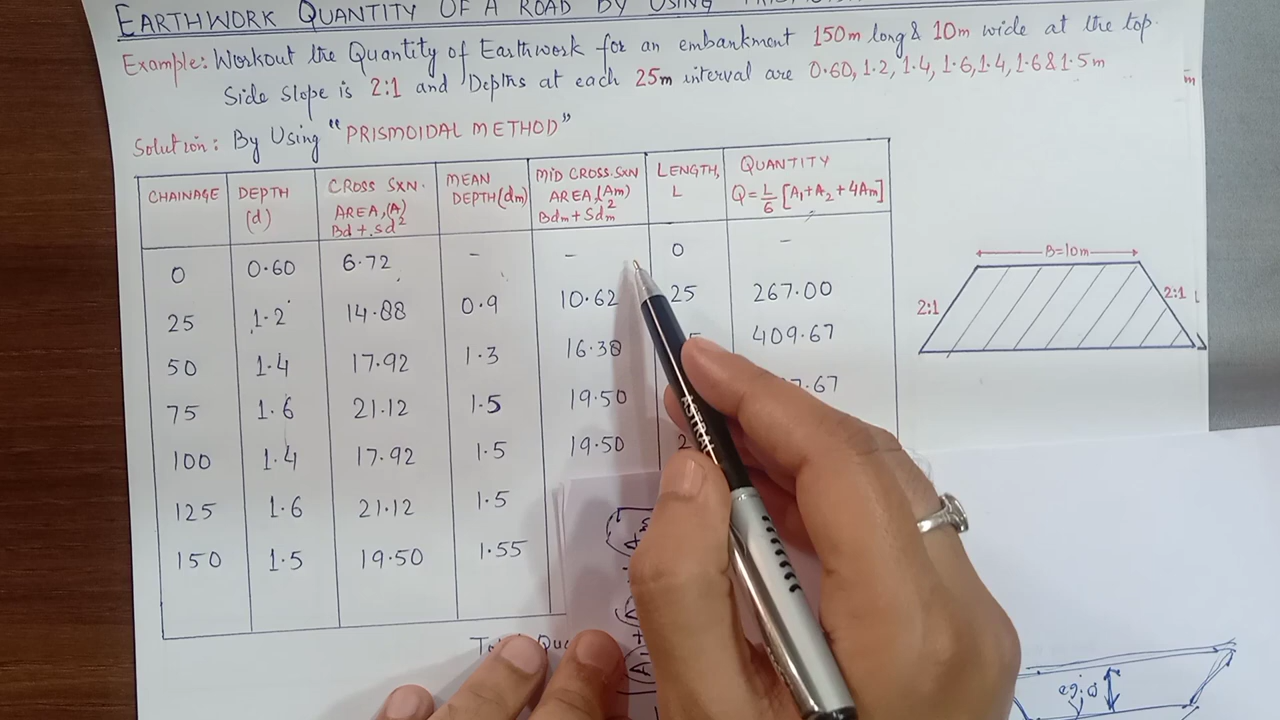 EARTHWORK QUANTITY OF A ROAD BY USING
Example: Workout the Quantity of Earthwork for an embankment 150m long & 10m wide at the top.
Side Slope is 2:1 and Depths at each 25m interval are 0.60, 1.2, 1.4, 1.6, 1.4, 1.6 & 1.5m
m
Solution: By Using "PRISMOIDAL METHOD"
CHAINAGE DEPTH (d) CROSS SXN. AREA, (A) Bd + Sd² MEAN DEPTH (dm) MID CROSS. SXN AREA, (Am) Bdm + Sdm² LENGTH, L QUANTITY Q = L/6 [A₁+A₂+4Am]
0 0.60 6.72 - - 0 -
25 1.2 14.88 0.9 10.62 25 267.00
50 1.4 17.92 1.3 16.38 409.67
75 1.6 21.12 1.5 19.50 7.67
100 1.4 17.92 1.5 19.50 2
125 1.6 21.12 1.5
150 1.5 19.50 1.55
B=10m
2:1 2:1
ASTRAL